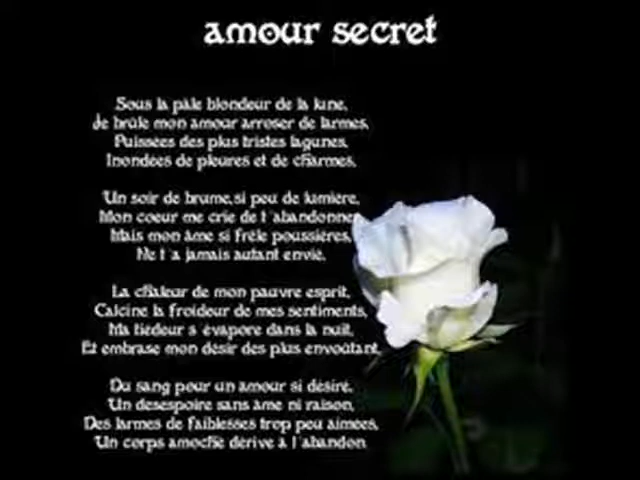 amour secret
Sous la pâle blondeur de la lune,
Je brûle mon amour arroser de larmes,
Puisées des plus tristes lagunes,
Inondées de pleures et de charmes.
Un soir de brume,si peu de lumière,
Mon coeur me crie de t'abandonner
Mais mon âme si frêle poussières,
Ne t'a jamais autant envié.
La chaleur de mon pauvre esprit,
Calcine la froideur de mes sentiments,
Ma tiedeur s'évapore dans la nuit,
Et embrase mon désir des plus envoûtant,
Du sang pour un amour si désiré,
Un desespoire sans âme ni raison,
Des larmes de faiblesses trop peu aimées,
Un corps amoché dérive à l'abandon